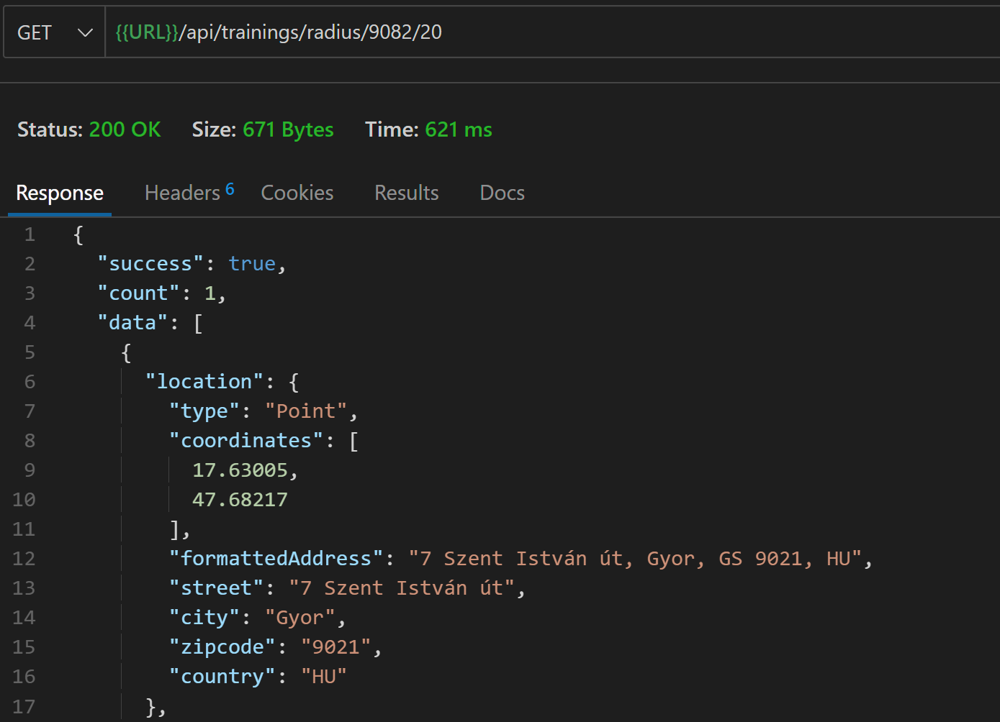 GET {{URL}}/api/trainings/radius/9082/20
Status: 200 OK Size: 671 Bytes Time: 621 ms
Response Headers 6 Cookies Results Docs
1 {
2 "success": true,
3 "count": 1,
4 "data": [
5 {
6 "location": {
7 "type": "Point",
8 "coordinates": [
9 17.63005,
10 47.68217
11 ],
12 "formattedAddress": "7 Szent István út, Gyor, GS 9021, HU",
13 "street": "7 Szent István út",
14 "city": "Gyor",
15 "zipcode": "9021",
16 "country": "HU"
17 },